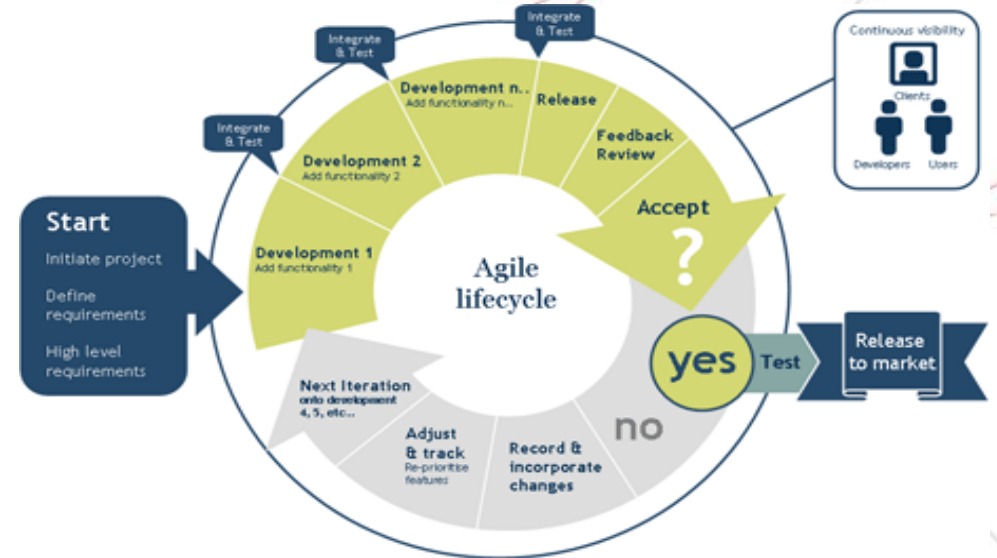 Start
Initiate project
Define
requirements
High level
requirements
Integrate
& Test
Integrate
& Test
Integrate
& Test
Development 1
Add functionality 1
Development 2
Add functionality 2
Development n..
Add functionality n...
Release
Feedback
Review
Accept
?
yes
Test
Release
to market
no
Record &
incorporate
changes
Adjust
& track
Re-prioritise
features
Next Iteration
onto development
4, 5, etc...
Agile
lifecycle
Continuous visibility
Clients
Developers
Users